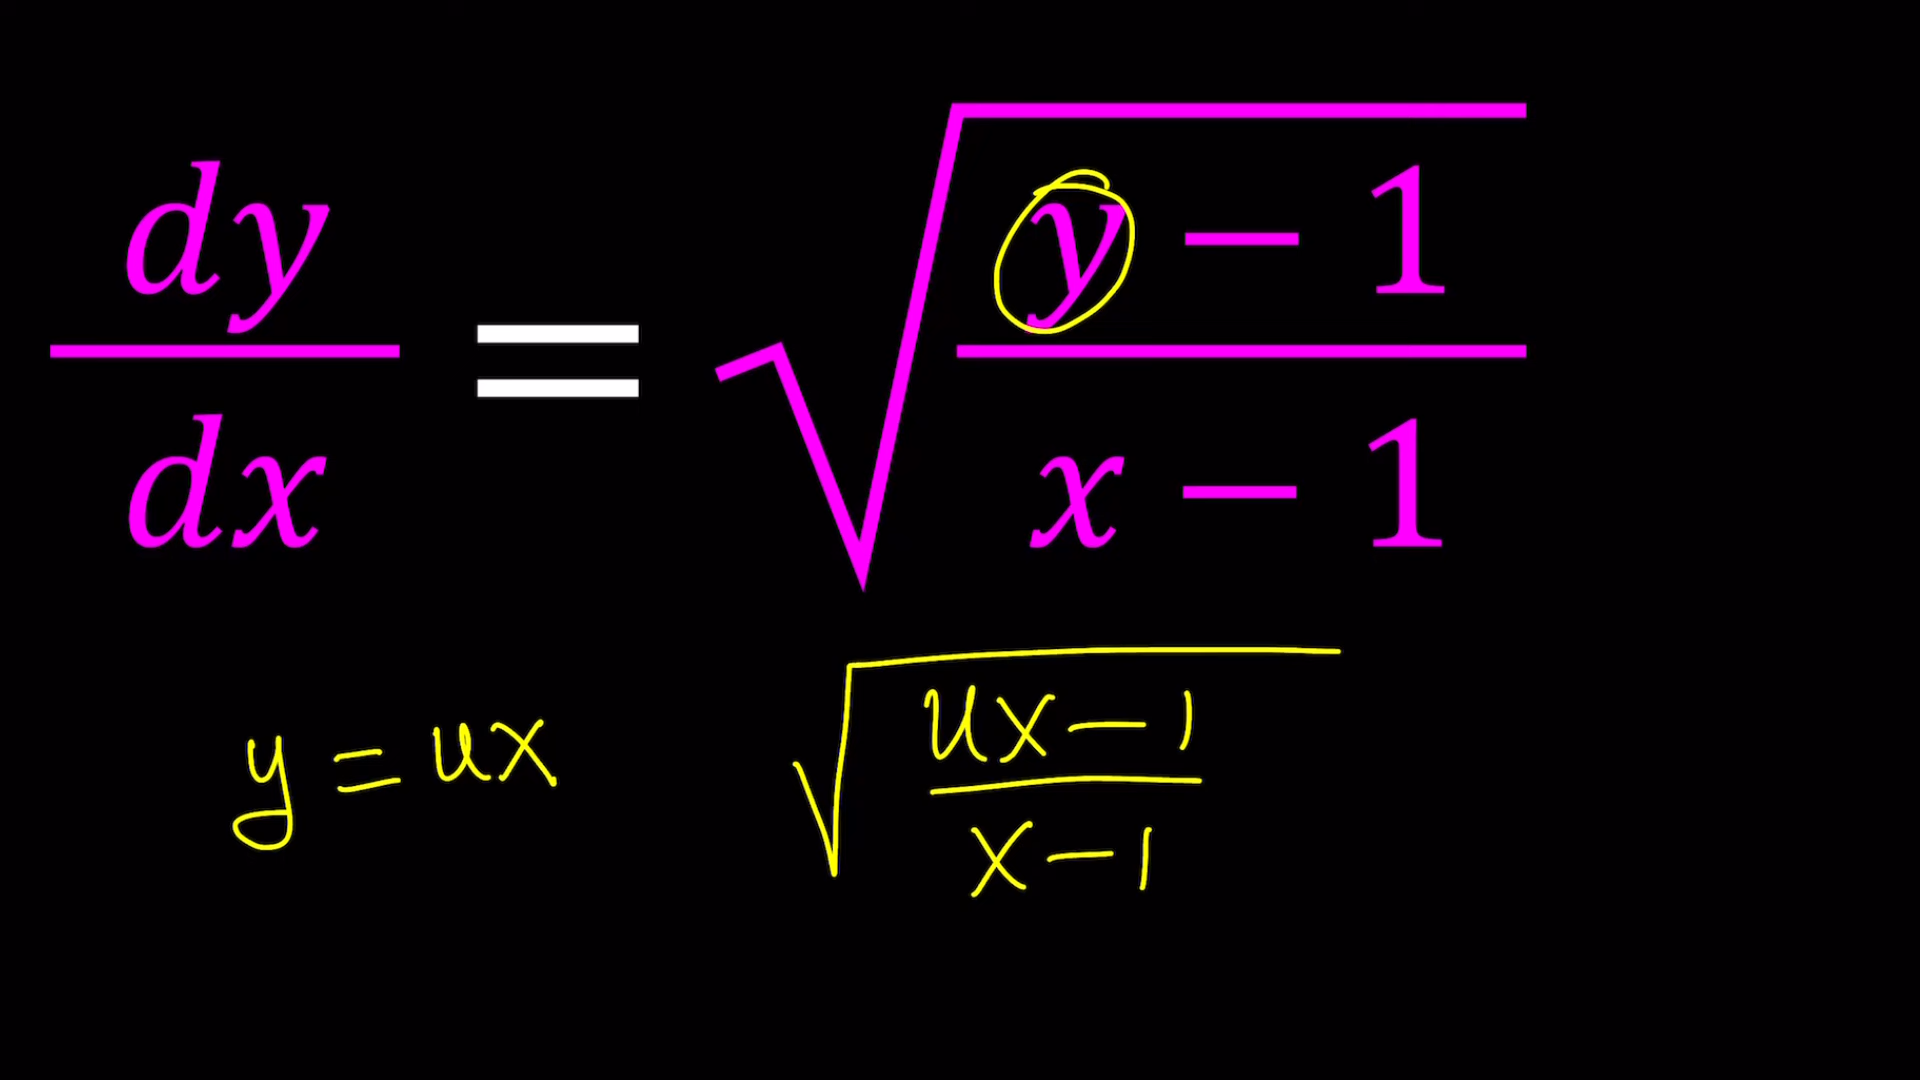 dy/dx = √((y − 1)/(x − 1))
y = ux √((ux − 1)/(x − 1))